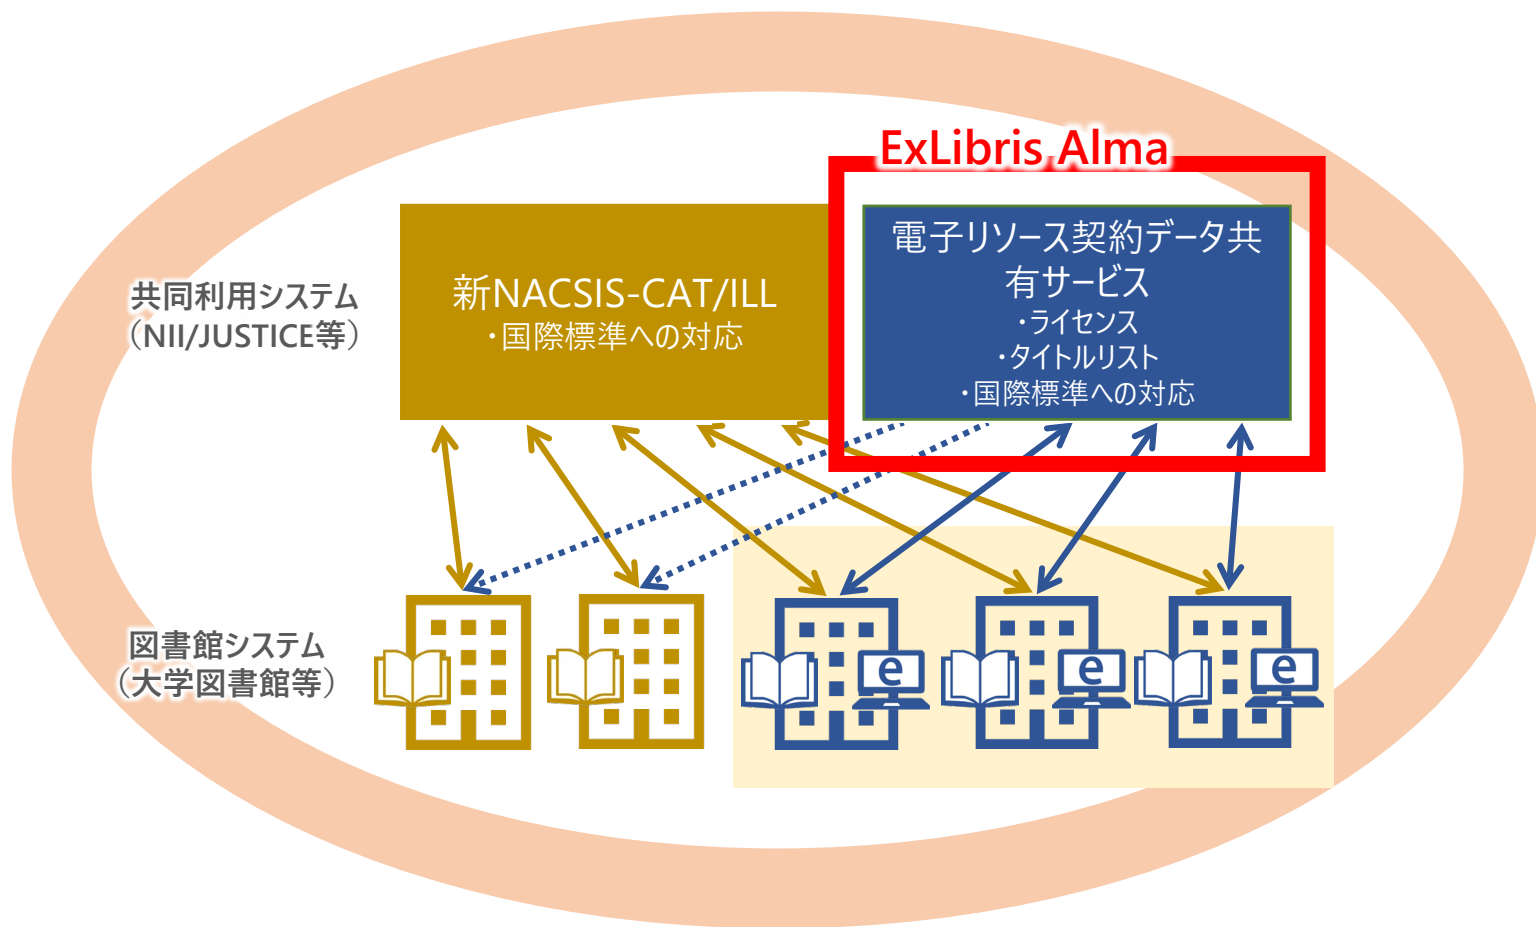 ExLibris Alma
共同利用システム
（NII/JUSTICE等）
新NACSIS-CAT/ILL
・国際標準への対応
電子リソース契約データ共
有サービス
・ライセンス
・タイトルリスト
・国際標準への対応
図書館システム
（大学図書館等）
e
e
e